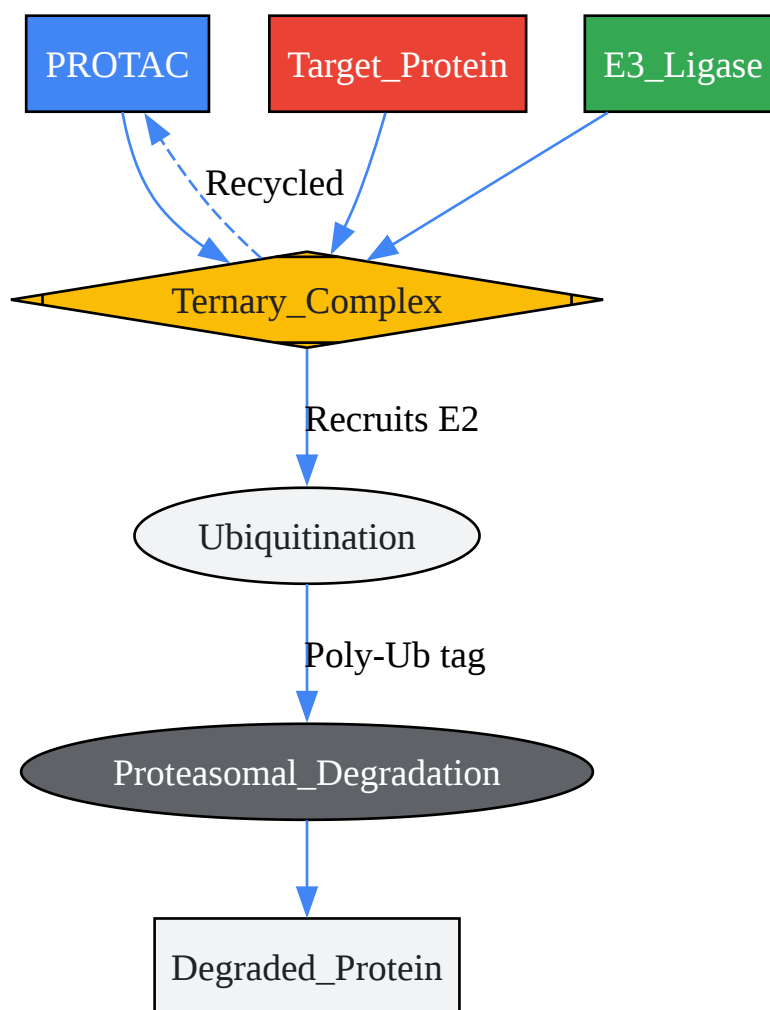 PROTAC
Target_Protein
E3_Ligase
Recycled
Ternary_Complex
Recruits E2
Ubiquitination
Poly-Ub tag
Proteasomal_Degradation
Degraded_Protein